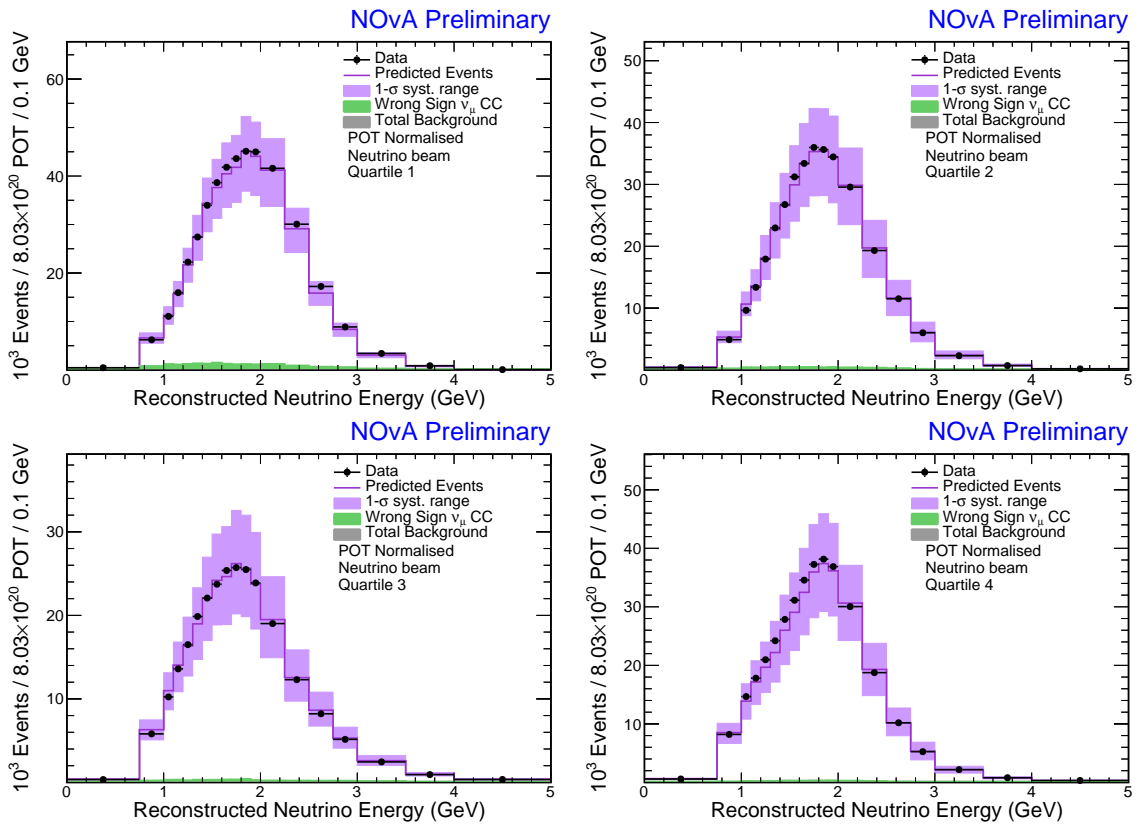 NOvA Preliminary
10³ Events / 8.03×10²⁰ POT / 0.1 GeV
60
40
20
Data
Predicted Events
1-σ syst. range
Wrong Sign νμ CC
Total Background
POT Normalised
Neutrino beam
Quartile 1
0 1 2 3 4 5
Reconstructed Neutrino Energy (GeV)
NOvA Preliminary
10³ Events / 8.03×10²⁰ POT / 0.1 GeV
50
40
30
20
10
Data
Predicted Events
1-σ syst. range
Wrong Sign νμ CC
Total Background
POT Normalised
Neutrino beam
Quartile 2
0 1 2 3 4 5
Reconstructed Neutrino Energy (GeV)
NOvA Preliminary
10³ Events / 8.03×10²⁰ POT / 0.1 GeV
30
20
10
Data
Predicted Events
1-σ syst. range
Wrong Sign νμ CC
Total Background
POT Normalised
Neutrino beam
Quartile 3
0 1 2 3 4 5
Reconstructed Neutrino Energy (GeV)
NOvA Preliminary
10³ Events / 8.03×10²⁰ POT / 0.1 GeV
50
40
30
20
10
Data
Predicted Events
1-σ syst. range
Wrong Sign νμ CC
Total Background
POT Normalised
Neutrino beam
Quartile 4
0 1 2 3 4 5
Reconstructed Neutrino Energy (GeV)